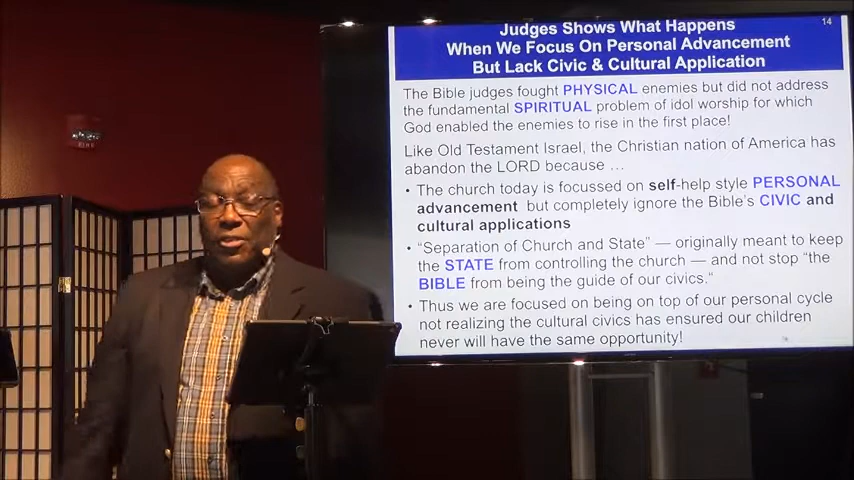 14
Judges Shows What Happens
When We Focus On Personal Advancement
But Lack Civic & Cultural Application
The Bible judges fought PHYSICAL enemies but did not address
the fundamental SPIRITUAL problem of idol worship for which
God enabled the enemies to rise in the first place!
Like Old Testament Israel, the Christian nation of America has
abandon the LORD because ...
• The church today is focussed on self-help style PERSONAL
advancement but completely ignore the Bible's CIVIC and
cultural applications
• “Separation of Church and State” — originally meant to keep
the STATE from controlling the church — and not stop “the
BIBLE from being the guide of our civics.“
• Thus we are focused on being on top of our personal cycle
not realizing the cultural civics has ensured our children
never will have the same opportunity!